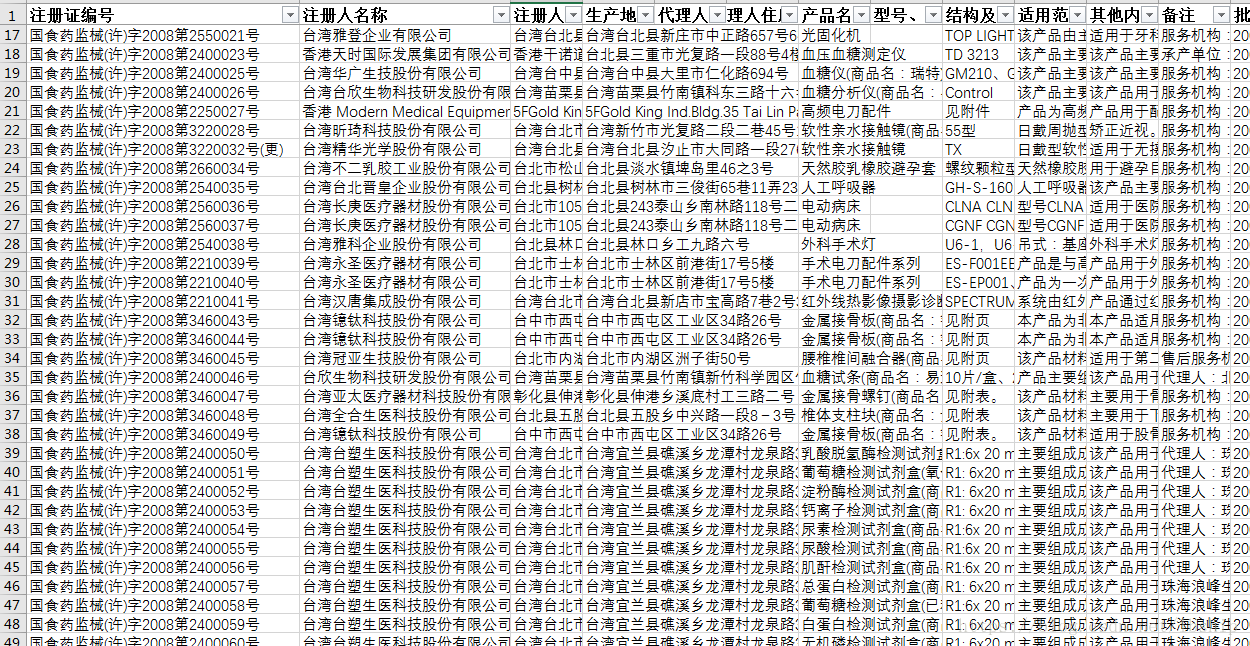 1 注册证编号 注册人名称 注册人 生产地 代理人 理人住 产品名 型号、 结构及 适用范 其他内 备注 批
17 国食药监械(许)字2008第2550021号 台湾雅登企业有限公司 台湾台北县 台湾台北县新庄市中正路657号6 光固化机 TOP LIGHT 该产品由主 适用于牙科 服务机构： 20
18 国食药监械(许)字2008第2400023号 香港天时国际发展集团有限公司 香港干诺道 台北县三重市光复路一段88号4楼 血压血糖测定仪 TD 3213 该产品主要 该产品主要 承产单位： 20
19 国食药监械(许)字2008第2400025号 台湾华广生技股份有限公司 台湾台中县 台湾台中县大里市仁化路694号 血糖仪(商品名：瑞特 GM210、G 该产品主要 该产品主要 服务机构： 20
20 国食药监械(许)字2008第2400026号 台湾台欣生物科技研发股份有限 台湾苗栗县 台湾苗栗县竹南镇科东三路十六 血糖分析仪(商品名： Control 该产品主要 该产品用于 服务机构： 20
21 国食药监械(许)字2008第2250027号 香港 Modern Medical Equipmer 5FGold Kin 5FGold King Ind.Bldg.35 Tai Lin Pa 高频电刀配件 见附件 产品为高频 产品用于配 服务机构： 20
22 国食药监械(许)字2008第3220028号 台湾昕琦科技股份有限公司 台湾台北市 台湾新竹市光复路二段二巷45号 软性亲水接触镜(商品 55型 日戴周抛型 矫正近视。 服务机构： 20
23 国食药监械(许)字2008第3220032号(更) 台湾精华光学股份有限公司 台湾台北县 台湾台北县汐止市大同路一段27 软性亲水接触镜 TX 日戴型软性 适用于无接 服务机构： 20
24 国食药监械(许)字2008第2660034号 台湾不二乳胶工业股份有限公司 台北市松山 台北县淡水镇埤岛里46之3号 天然胶乳橡胶避孕套 螺纹颗粒型 天然橡胶胶 用于避孕目 服务机构： 20
25 国食药监械(许)字2008第2540035号 台湾台北晋皇企业股份有限公司 台北县树林 台北县树林市三俊街65巷11弄23 人工呼吸器 GH-S-160 人工呼吸器 该产品主要 服务机构： 20
26 国食药监械(许)字2008第2560036号 台湾长庚医疗器材股份有限公司 台北市105 台北县243泰山乡南林路118号二 电动病床 CLNA CLN 型号CLNA 适用于医院 服务机构： 20
27 国食药监械(许)字2008第2560037号 台湾长庚医疗器材股份有限公司 台北市105 台北县243泰山乡南林路118号二 电动病床 CGNF CGN 型号CGNF 适用于医院 服务机构： 20
28 国食药监械(许)字2008第2540038号 台湾雅科企业股份有限公司 台北县林口 台北县林口乡工九路六号 外科手术灯 U6-1，U6 吊式：基座 外科手术灯 服务机构： 20
29 国食药监械(许)字2008第2210039号 台湾永圣医疗器材有限公司 台北市士林 台北市士林区前港街17号5楼 手术电刀配件系列 ES-F001EE 产品是与高 产品用于外 服务机构： 20
30 国食药监械(许)字2008第2210040号 台湾永圣医疗器材有限公司 台北市士林 台北市士林区前港街17号5楼 手术电刀配件系列 ES-EP001、 产品为一次 产品用于外 服务机构： 20
31 国食药监械(许)字2008第2210041号 台湾汉唐集成股份有限公司 台湾台北县 台湾台北县新店市宝高路7巷2号 红外线热影像摄影诊断 SPECTRUM 系统由红外 产品通过红 服务机构： 20
32 国食药监械(许)字2008第3460043号 台湾镱钛科技股份有限公司 台中市西屯 台中市西屯区工业区34路26号 金属接骨板(商品名： 见附页 本产品为非 本产品适用 服务机构： 20
33 国食药监械(许)字2008第3460044号 台湾镱钛科技股份有限公司 台中市西屯 台中市西屯区工业区34路26号 金属接骨板(商品名： 见附页 本产品为非 本产品适用 服务机构： 20
34 国食药监械(许)字2008第3460045号 台湾冠亚生技股份有限公司 台北市内湖 台北市内湖区洲子街50号 腰椎椎间融合器(商品 见附页 该产品材料 适用于第二 售后服务机 20
35 国食药监械(许)字2008第2400046号 台欣生物科技研发股份有限公司 台湾苗栗县 台湾苗栗县竹南镇新竹科学园区 血糖试条(商品名：易 10片/盒、 产品主要组 该产品用于 代理人：北 20
36 国食药监械(许)字2008第3460047号 台湾亚太医疗器材科技股份有限 彰化县伸港 彰化县伸港乡溪底村工三路二号 金属接骨螺钉(商品名 见附表。 该产品材料 主要用于骨 服务机构： 20
37 国食药监械(许)字2008第3460048号 台湾全合生医科技股份有限公司 台北县五股 台北县五股乡中兴路一段8－3号 椎体支柱块(商品名： 见附表 该产品材料 主要用于T 服务机构： 20
38 国食药监械(许)字2008第3460049号 台湾镱钛科技股份有限公司 台中市西屯 台中市西屯区工业区34路26号 金属接骨板(商品名： 见附表。 该产品材料 适用于股骨 服务机构： 20
39 国食药监械(许)字2008第2400050号 台湾台塑生医科技股份有限公司 台湾台北市 台湾宜兰县礁溪乡龙潭村龙泉路 乳酸脱氢酶检测试剂盒 R1:6x 20 m 主要组成成 该产品用于 代理人：珠 20
40 国食药监械(许)字2008第2400051号 台湾台塑生医科技股份有限公司 台湾台北市 台湾宜兰县礁溪乡龙潭村龙泉路 葡萄糖检测试剂盒(氧 R1: 6x20 m 主要组成成 该产品用于 代理人：珠 20
41 国食药监械(许)字2008第2400052号 台湾台塑生医科技股份有限公司 台湾台北市 台湾宜兰县礁溪乡龙潭村龙泉路 淀粉酶检测试剂盒(商 R1: 6x20 m 主要组成成 该产品用于 代理人：珠 20
42 国食药监械(许)字2008第2400053号 台湾台塑生医科技股份有限公司 台湾台北市 台湾宜兰县礁溪乡龙潭村龙泉路 钙离子检测试剂盒(商 R1: 6x20 m 主要组成成 该产品用于 代理人：珠 20
43 国食药监械(许)字2008第2400054号 台湾台塑生医科技股份有限公司 台湾台北市 台湾宜兰县礁溪乡龙潭村龙泉路 尿素检测试剂盒(商品 R1:6x 20 m 主要组成成 该产品用于 代理人：珠 20
44 国食药监械(许)字2008第2400055号 台湾台塑生医科技股份有限公司 台湾台北市 台湾宜兰县礁溪乡龙潭村龙泉路 尿酸检测试剂盒(商品 R1:6x 20 m 主要组成成 该产品用于 代理人：珠 20
45 国食药监械(许)字2008第2400056号 台湾台塑生医科技股份有限公司 台湾台北市 台湾宜兰县礁溪乡龙潭村龙泉路 肌酐检测试剂盒(商品 R1:6x 20 m 主要组成成 该产品用于 代理人：珠 20
46 国食药监械(许)字2008第2400057号 台湾台塑生医科技股份有限公司 台湾台北市 台湾宜兰县礁溪乡龙潭村龙泉路 总蛋白检测试剂盒(商 R1: 6x20 m 主要组成成 该产品用于 珠海浪峰生 20
47 国食药监械(许)字2008第2400058号 台湾台塑生医科技股份有限公司 台湾台北市 台湾宜兰县礁溪乡龙潭村龙泉路 葡萄糖检测试剂盒(已 R1:6x 20 m 主要组成成 该产品用于 珠海浪峰生 20
48 国食药监械(许)字2008第2400059号 台湾台塑生医科技股份有限公司 台湾台北市 台湾宜兰县礁溪乡龙潭村龙泉路 白蛋白检测试剂盒(商 R1: 6x20 m 主要组成成 该产品用于 珠海浪峰生 20
49 国食药监械(许)字2008第2400060号 台湾台塑生医科技股份有限公司 台湾台北市 台湾宜兰县礁溪乡龙潭村龙泉路 无机磷检测试剂盒(商 R1: 6x20 m 主要组成成 该产品用于 珠海浪峰生 20